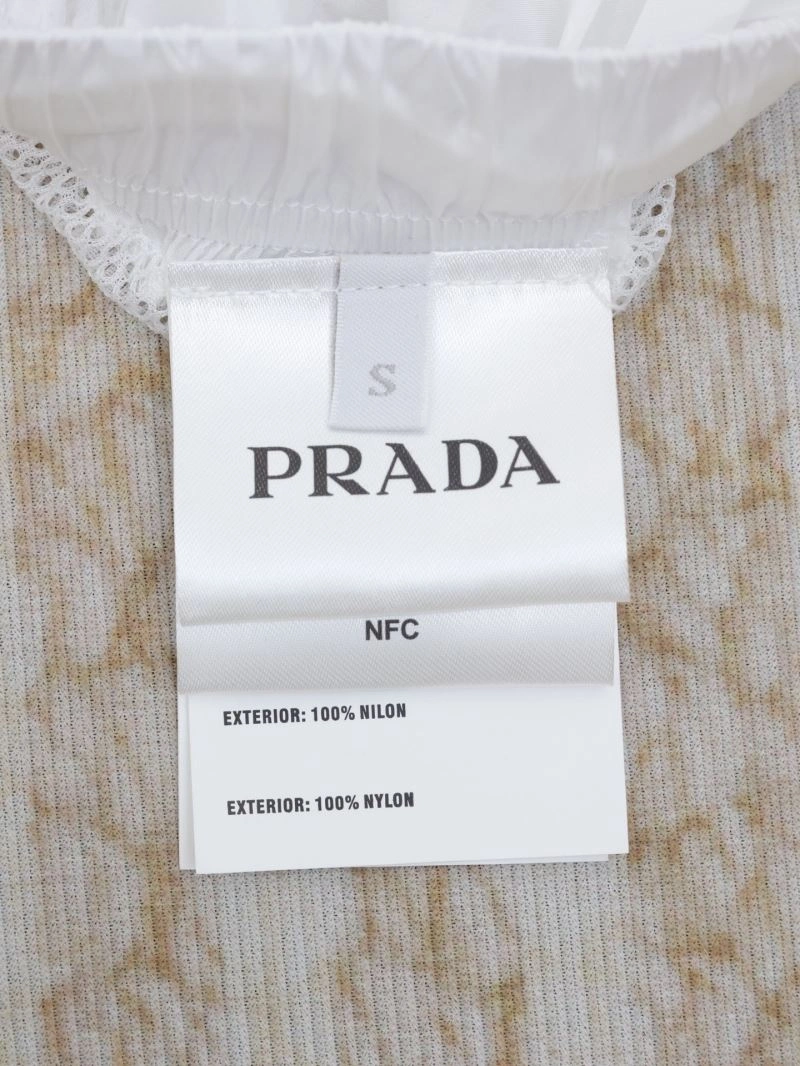 S
PRADA
NFC
EXTERIOR: 100% NILON
EXTERIOR: 100% NYLON